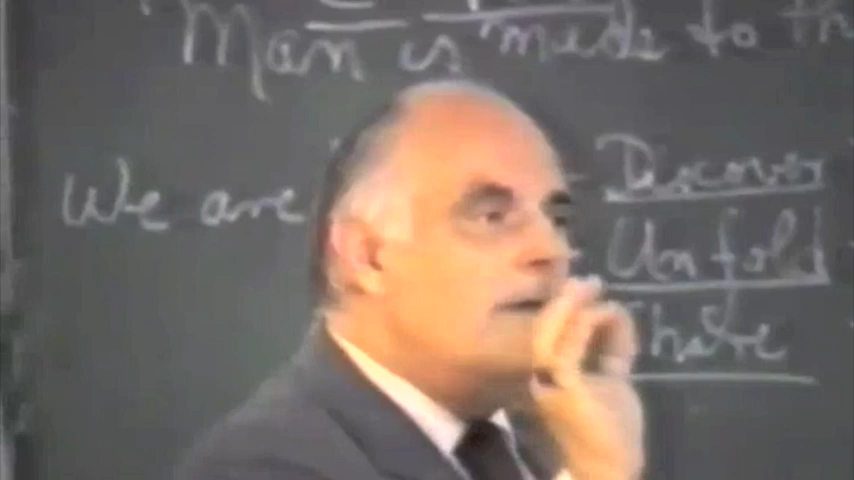 Man is made to th
We are
Discover
Unfold
Share